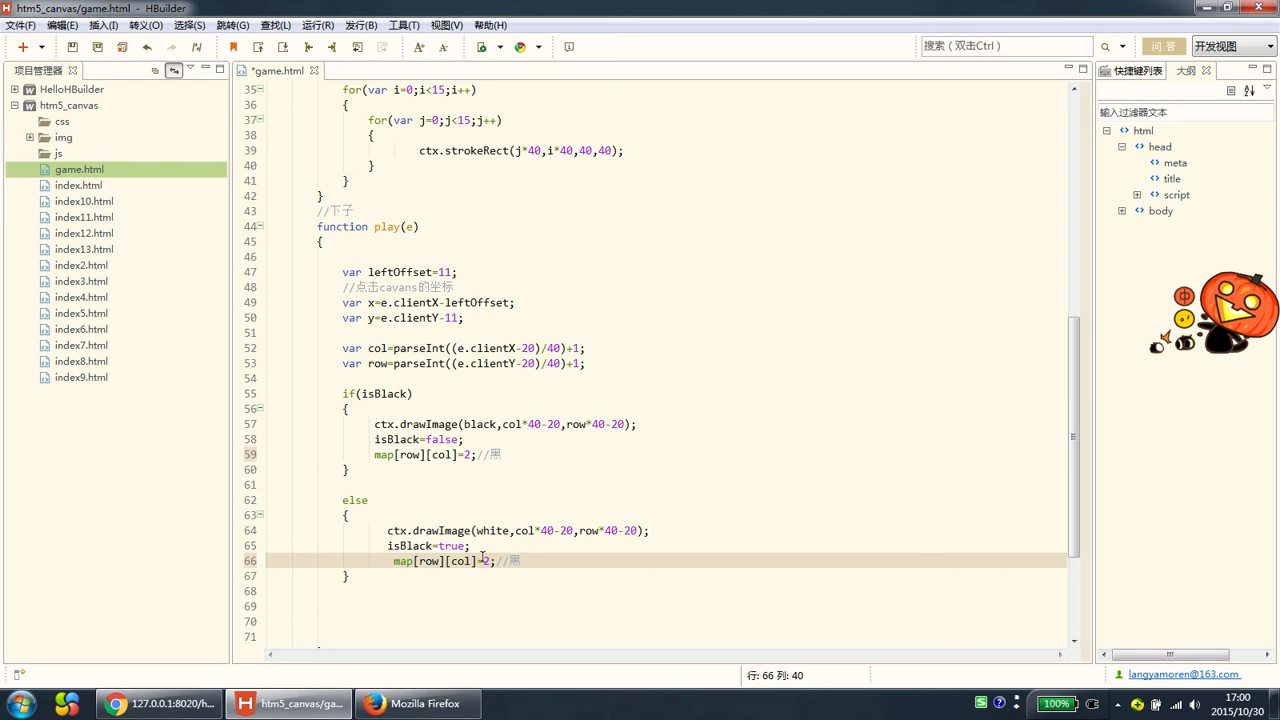 htm5_canvas/game.html - HBuilder
文件(F) 编辑(E) 插入(I) 转义(O) 选择(S) 跳转(G) 查找(L) 运行(R) 发行(B) 工具(T) 视图(V) 帮助(H)
搜索（双击Ctrl） 问 答 开发视图
项目管理器
HelloHBuilder
htm5_canvas
css
img
js
game.html
index.html
index10.html
index11.html
index12.html
index13.html
index2.html
index3.html
index4.html
index5.html
index6.html
index7.html
index8.html
index9.html
*game.html
35 for(var i=0;i<15;i++)
36 {
37 for(var j=0;j<15;j++)
38 {
39 ctx.strokeRect(j*40,i*40,40,40);
40 }
41 }
42 }
43 //下子
44 function play(e)
45 {
46
47 var leftOffset=11;
48 //点击cavans的坐标
49 var x=e.clientX-leftOffset;
50 var y=e.clientY-11;
51
52 var col=parseInt((e.clientX-20)/40)+1;
53 var row=parseInt((e.clientY-20)/40)+1;
54
55 if(isBlack)
56 {
57 ctx.drawImage(black,col*40-20,row*40-20);
58 isBlack=false;
59 map[row][col]=2;//黑
60 }
61
62 else
63 {
64 ctx.drawImage(white,col*40-20,row*40-20);
65 isBlack=true;
66 map[row][col]=2;//黑
67 }
68
69
70
71
快捷键列表 大纲
输入过滤器文本
html
head
meta
title
script
body
中
行: 66 列: 40
langyamoren@163.com
127.0.0.1:8020/h...
htm5_canvas/ga...
Mozilla Firefox
100%
17:00
2015/10/30